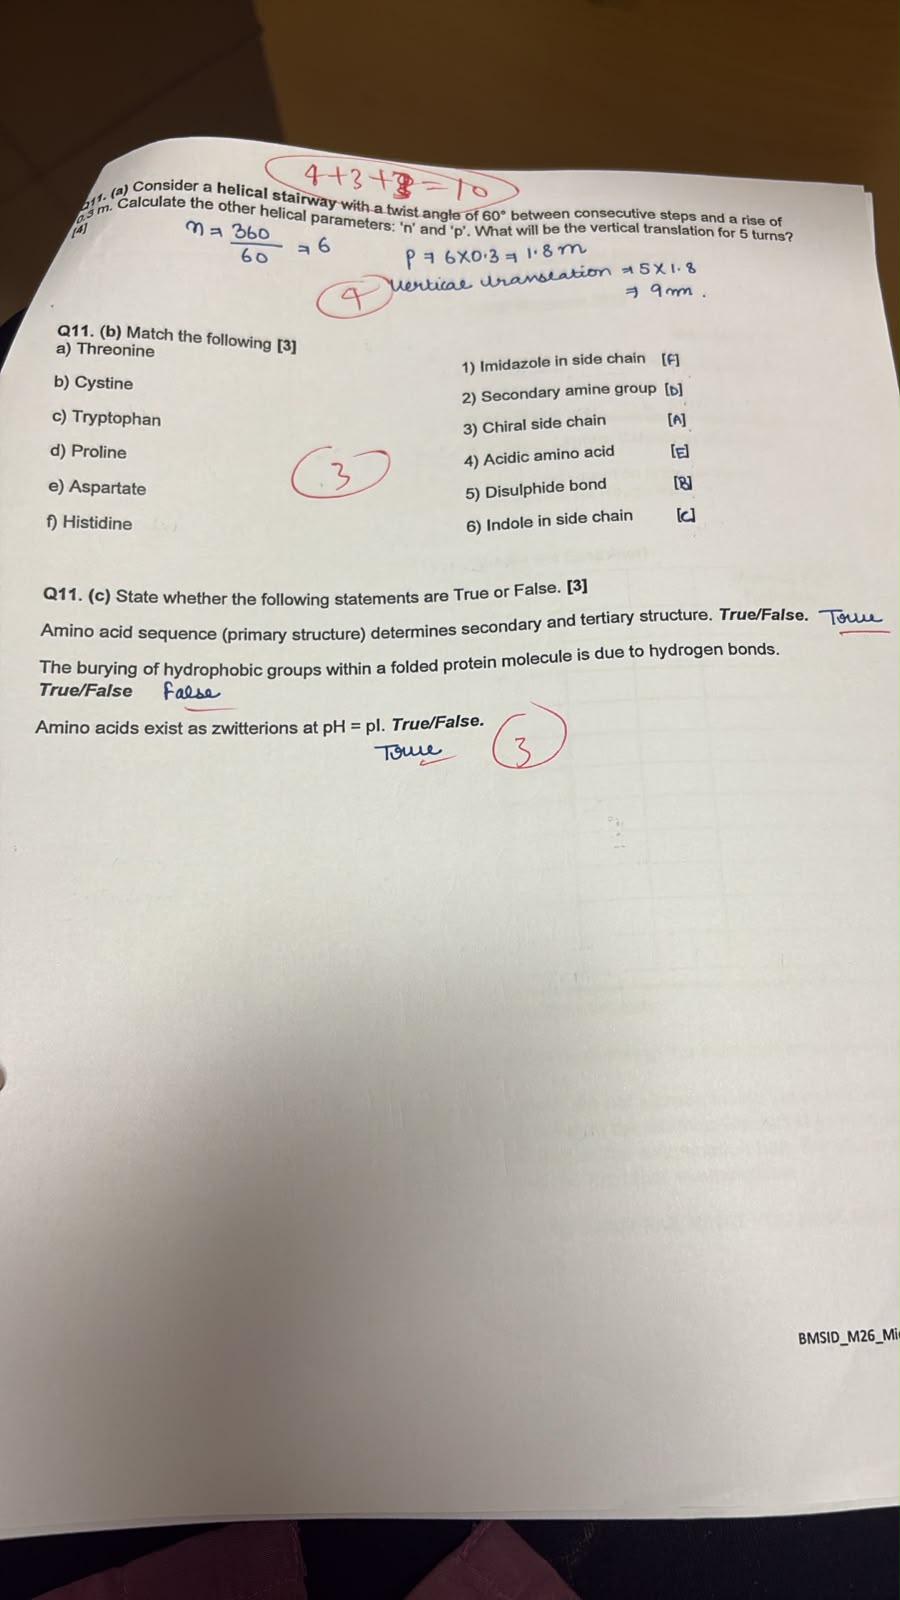 4+3+3=10
Q11. (a) Consider a helical stairway with a twist angle of 60° between consecutive steps and a rise of
0.3 m. Calculate the other helical parameters: 'n' and 'p'. What will be the vertical translation for 5 turns?
[4]
n ⇒ 360/60 ⇒ 6
P ⇒ 6×0.3 ⇒ 1.8m
vertical translation ⇒ 5×1.8
⇒ 9m.
4
Q11. (b) Match the following [3]
a) Threonine 1) Imidazole in side chain [F]
b) Cystine 2) Secondary amine group [D]
c) Tryptophan 3) Chiral side chain [A]
d) Proline 4) Acidic amino acid [E]
3
e) Aspartate 5) Disulphide bond [B]
f) Histidine 6) Indole in side chain [C]
Q11. (c) State whether the following statements are True or False. [3]
Amino acid sequence (primary structure) determines secondary and tertiary structure. True/False. True
The burying of hydrophobic groups within a folded protein molecule is due to hydrogen bonds.
True/False False
Amino acids exist as zwitterions at pH = pI. True/False.
True
3
BMSID_M26_Mi